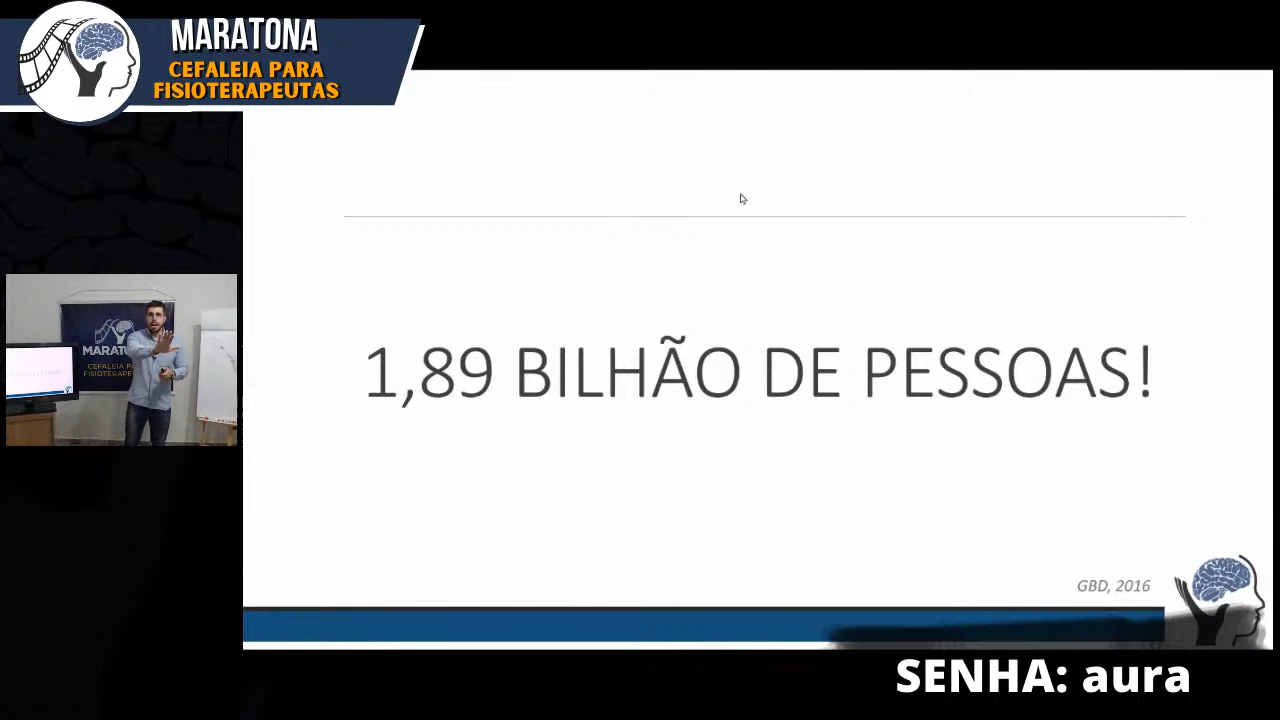 MARATONA
CEFALEIA PARA
FISIOTERAPEUTAS
1,89 BILHÃO DE PESSOAS!
GBD, 2016
SENHA: aura